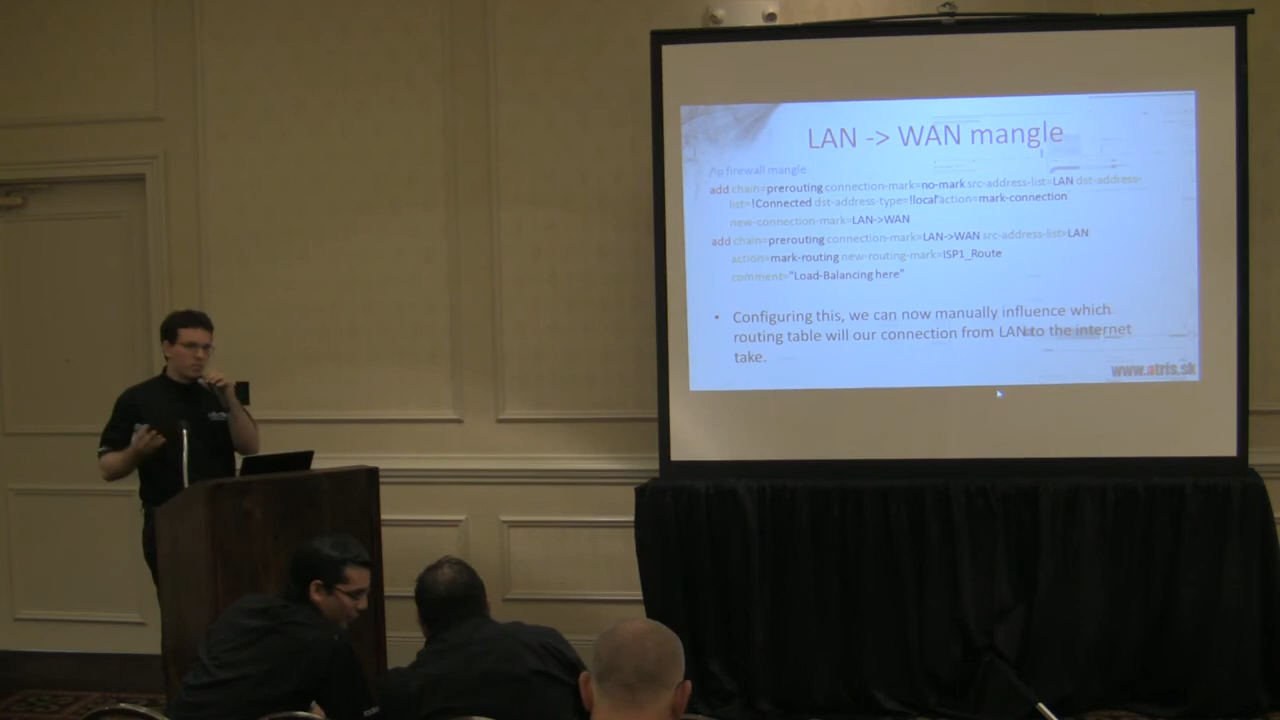 LAN -> WAN mangle
/ip firewall mangle
add chain=prerouting connection-mark=no-mark src-address-list=LAN dst-address-
list=!Connected dst-address-type=!local action=mark-connection
new-connection-mark=LAN->WAN
add chain=prerouting connection-mark=LAN->WAN src-address-list=LAN
action=mark-routing new-routing-mark=ISP1_Route
comment="Load-Balancing here"
• Configuring this, we can now manually influence which
routing table will our connection from LAN to the internet
take.
www.atris.sk